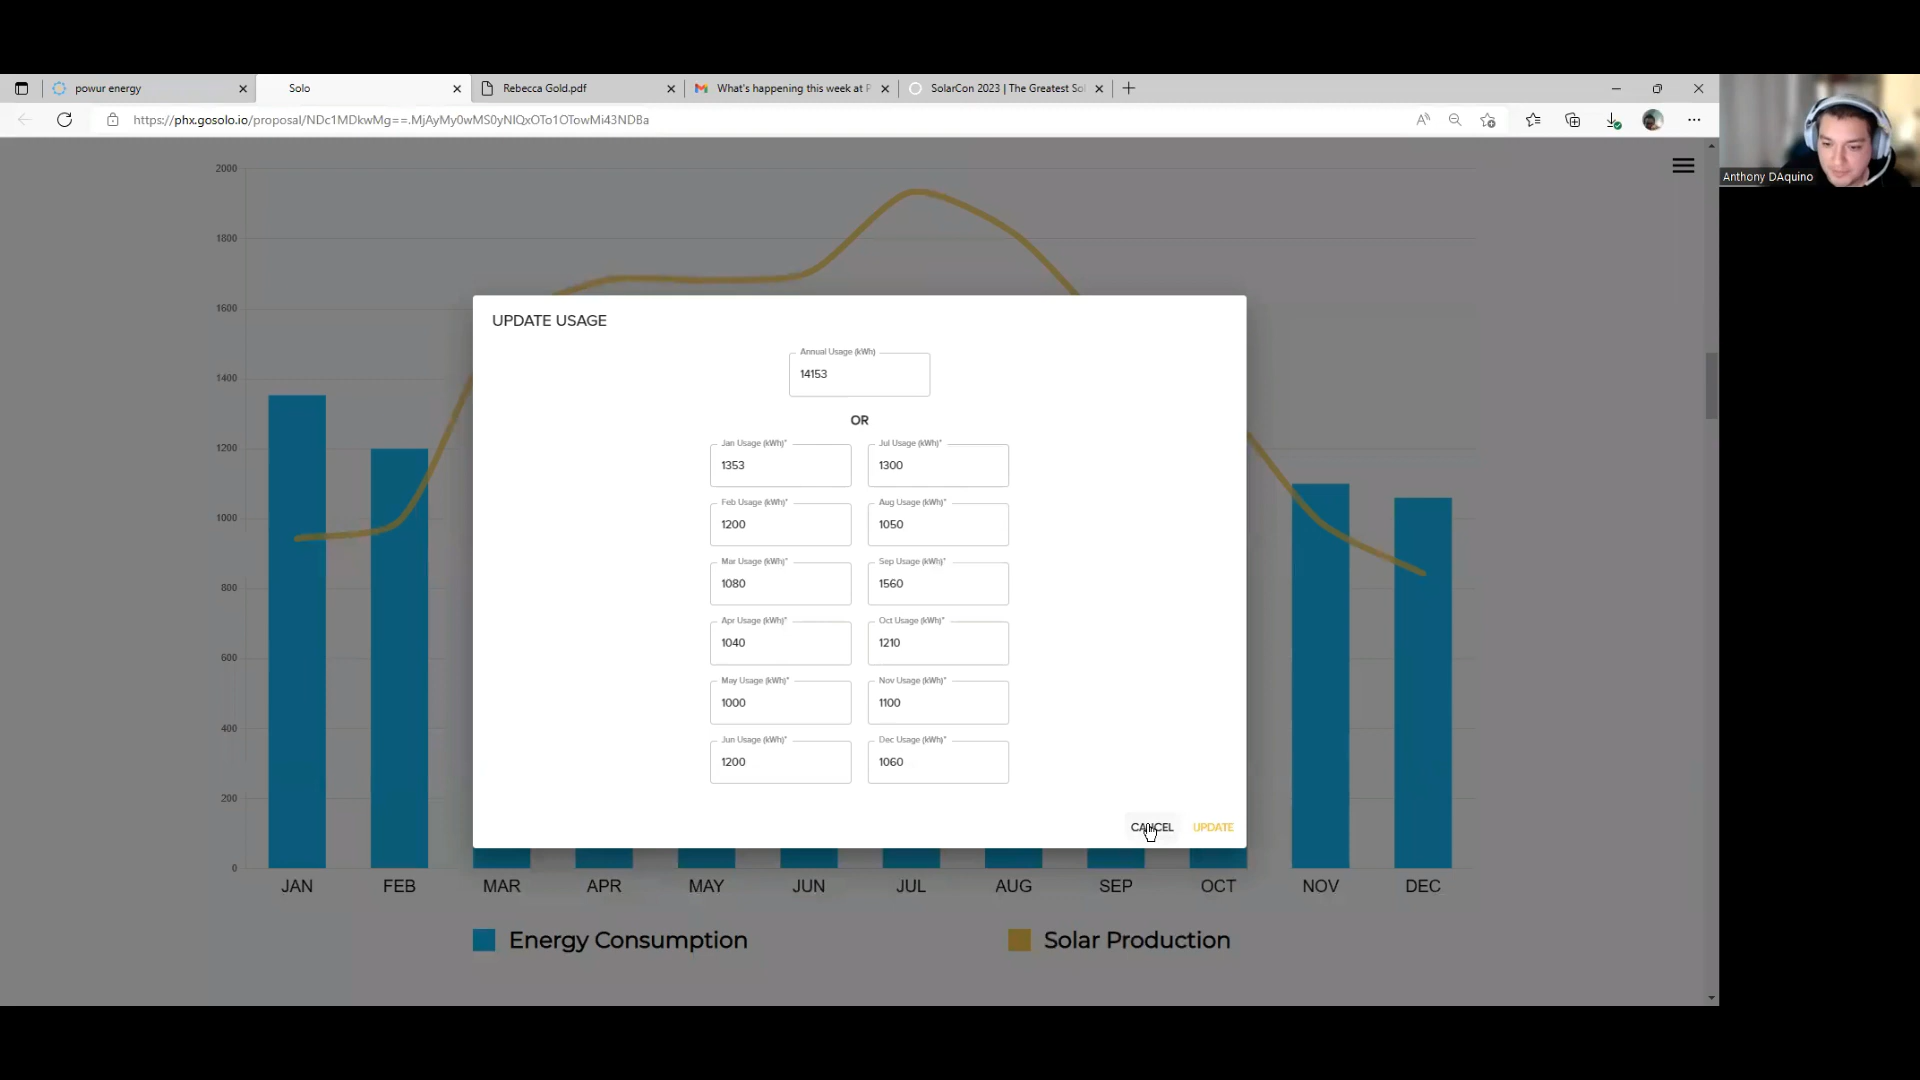 powur energy
Solo
Rebecca Gold.pdf
What's happening this week at P
SolarCon 2023 | The Greatest Sol
https://phx.gosolo.io/proposal/NDc1MDkwMg==.MjAyMy0wMS0yNlQxOTo1OTowMi43NDBa
Anthony DAquino
2000
1800
1600
1400
1200
1000
800
600
400
200
0
UPDATE USAGE
Annual Usage (kWh)
14153
OR
Jan Usage (kWh)* Jul Usage (kWh)*
1353 1300
Feb Usage (kWh)* Aug Usage (kWh)*
1200 1050
Mar Usage (kWh)* Sep Usage (kWh)*
1080 1560
Apr Usage (kWh)* Oct Usage (kWh)*
1040 1210
May Usage (kWh)* Nov Usage (kWh)*
1000 1100
Jun Usage (kWh)* Dec Usage (kWh)*
1200 1060
CANCEL UPDATE
JAN FEB MAR APR MAY JUN JUL AUG SEP OCT NOV DEC
Energy Consumption Solar Production